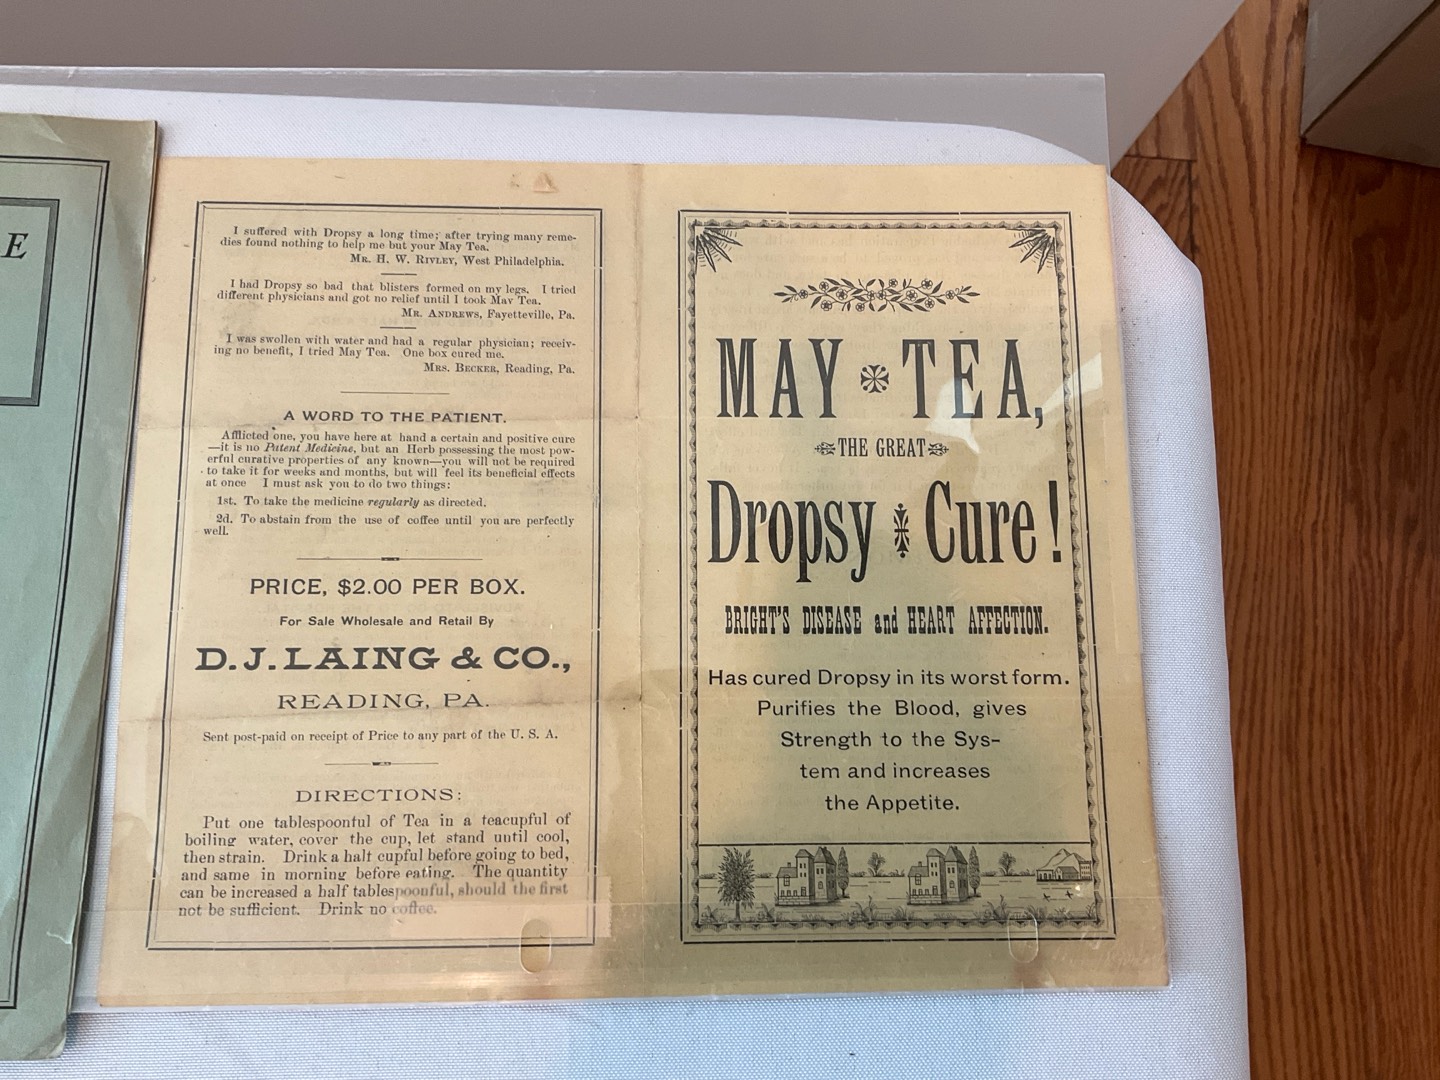 E
I suffered with Dropsy a long time; after trying many reme-
dies found nothing to help me but your May Tea.
MR. H. W. RIVLEY, West Philadelphia.
I had Dropsy so bad that blisters formed on my legs. I tried
different physicians and got no relief until I took May Tea.
MR. ANDREWS, Fayetteville, Pa.
I was swollen with water and had a regular physician; receiv-
ing no benefit, I tried May Tea. One box cured me.
MRS. BECKER, Reading, Pa.
A WORD TO THE PATIENT.
Afflicted one, you have here at hand a certain and positive cure
—it is no Patent Medicine, but an Herb possessing the most pow-
erful curative properties of any known—you will not be required
to take it for weeks and months, but will feel its beneficial effects
at once I must ask you to do two things:
1st. To take the medicine regularly as directed.
2d. To abstain from the use of coffee until you are perfectly
well.
PRICE, $2.00 PER BOX.
For Sale Wholesale and Retail By
D. J. LAING & CO.,
READING, PA.
Sent post-paid on receipt of Price to any part of the U. S. A.
DIRECTIONS:
Put one tablespoonful of Tea in a teacupful of
boiling water, cover the cup, let stand until cool,
then strain. Drink a half cupful before going to bed,
and same in morning before eating. The quantity
can be increased a half tablespoonful, should the first
not be sufficient. Drink no coffee.
MAY TEA,
THE GREAT
Dropsy Cure!
BRIGHT'S DISEASE and HEART AFFECTION.
Has cured Dropsy in its worst form.
Purifies the Blood, gives
Strength to the Sys-
tem and increases
the Appetite.